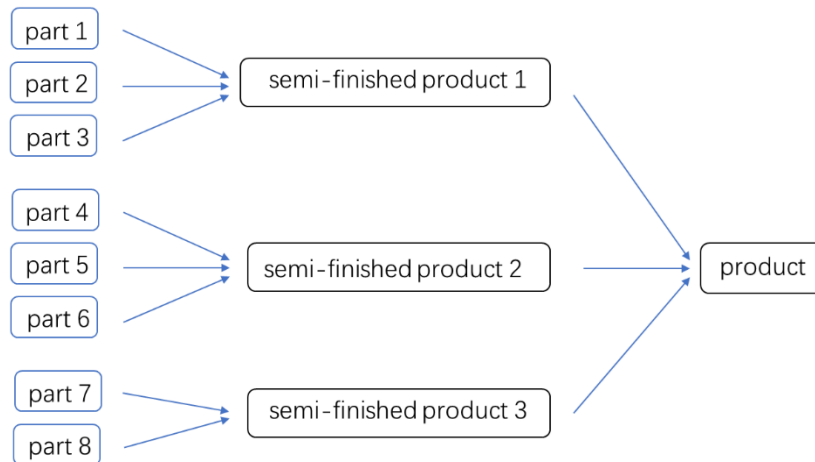 part 1
part 2
part 3
semi-finished product 1
part 4
part 5
part 6
semi-finished product 2
product
part 7
part 8
semi-finished product 3